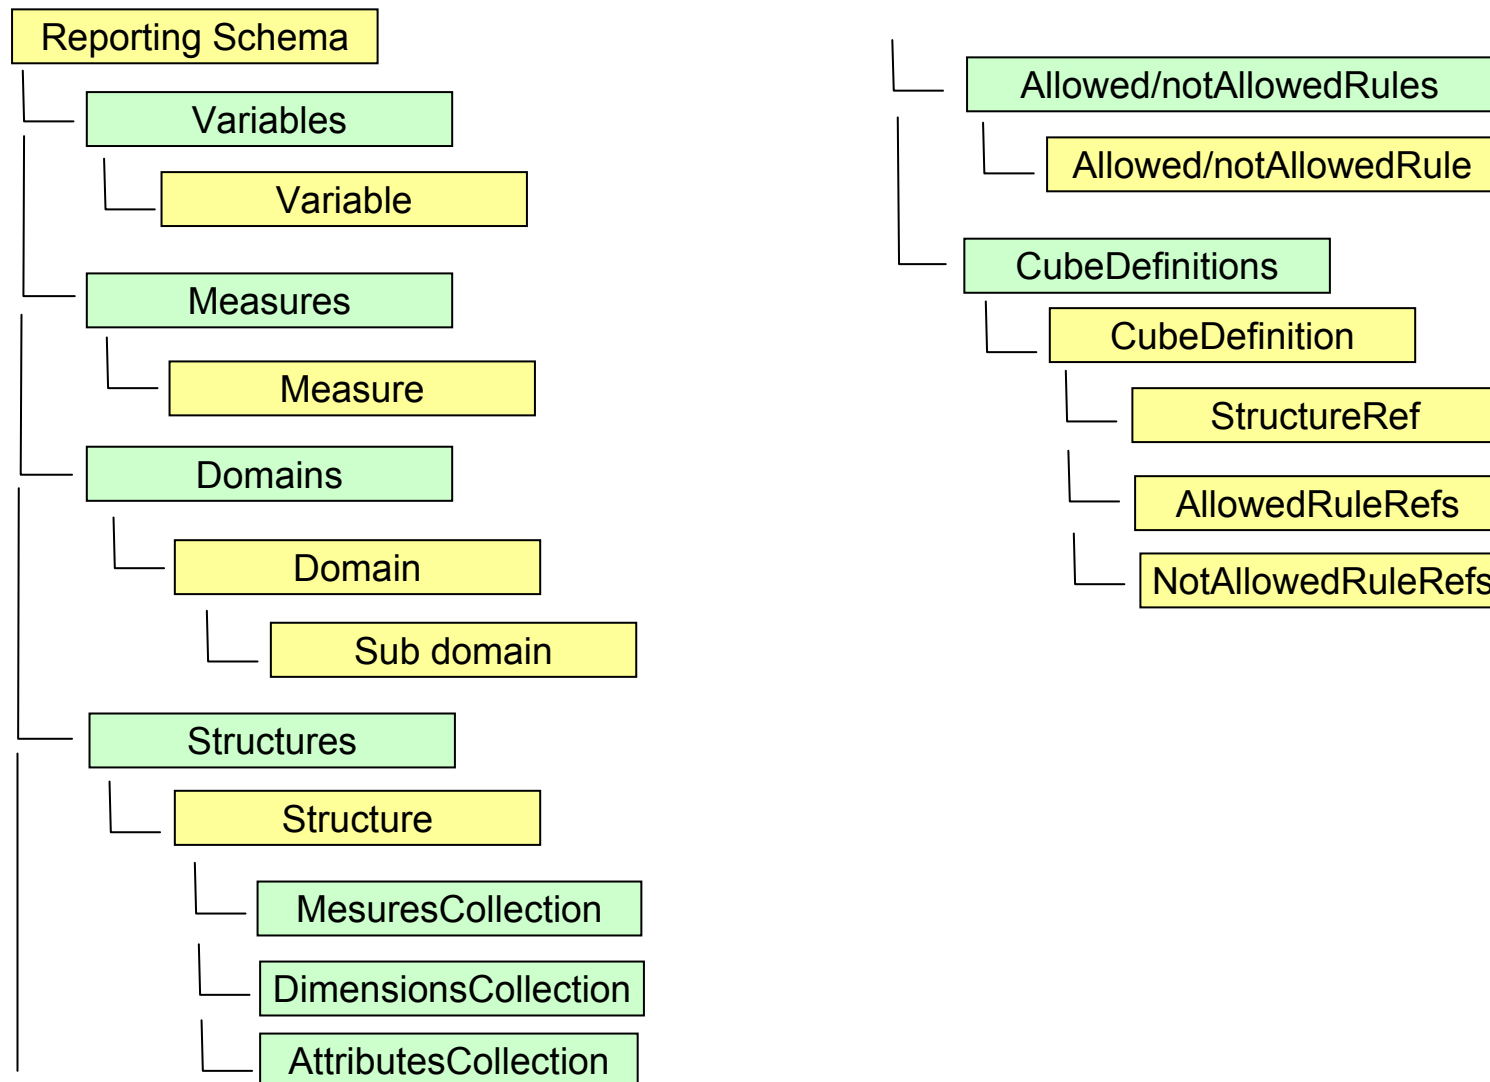 Reporting Schema
Variables
Variable
Measures
Measure
Domains
Domain
Sub domain
Structures
Structure
MesuresCollection
DimensionsCollection
AttributesCollection
Allowed/notAllowedRules
Allowed/notAllowedRule
CubeDefinitions
CubeDefinition
StructureRef
AllowedRuleRefs
NotAllowedRuleRefs